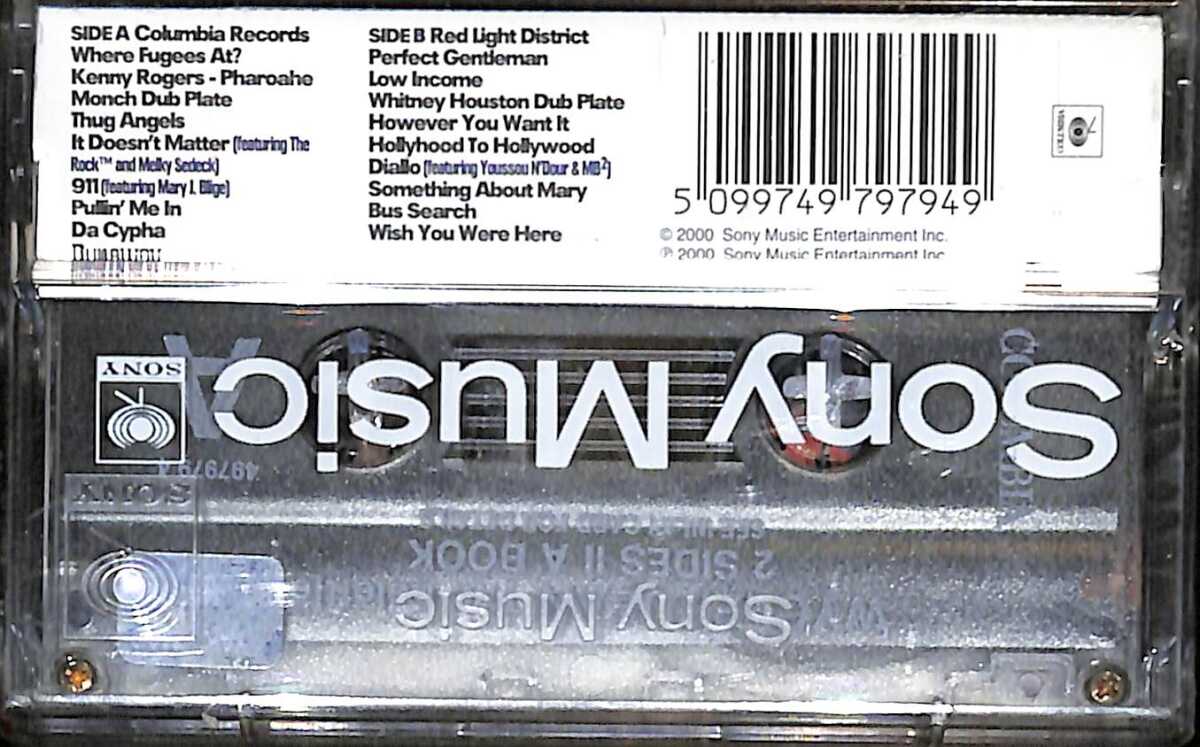 SIDE A Columbia Records
Where Fugees At?
Kenny Rogers - Pharoahe
Monch Dub Plate
Thug Angels
It Doesn't Matter (featuring The
Rock™ and Melky Sedeck)
911 (featuring Mary J. Blige)
Pullin' Me In
Da Cypha
Runaway
SIDE B Red Light District
Perfect Gentleman
Low Income
Whitney Houston Dub Plate
However You Want It
Hollyhood To Hollywood
Diallo (featuring Youssou N'Dour & MB²)
Something About Mary
Bus Search
Wish You Were Here
5 099749 797949
© 2000 Sony Music Entertainment Inc.
℗ 2000 Sony Music Entertainment Inc
COLUMBIA
Sony Music
SONY
A
497979 4
SONY
2 SIDES II A BOOK
Sony Music